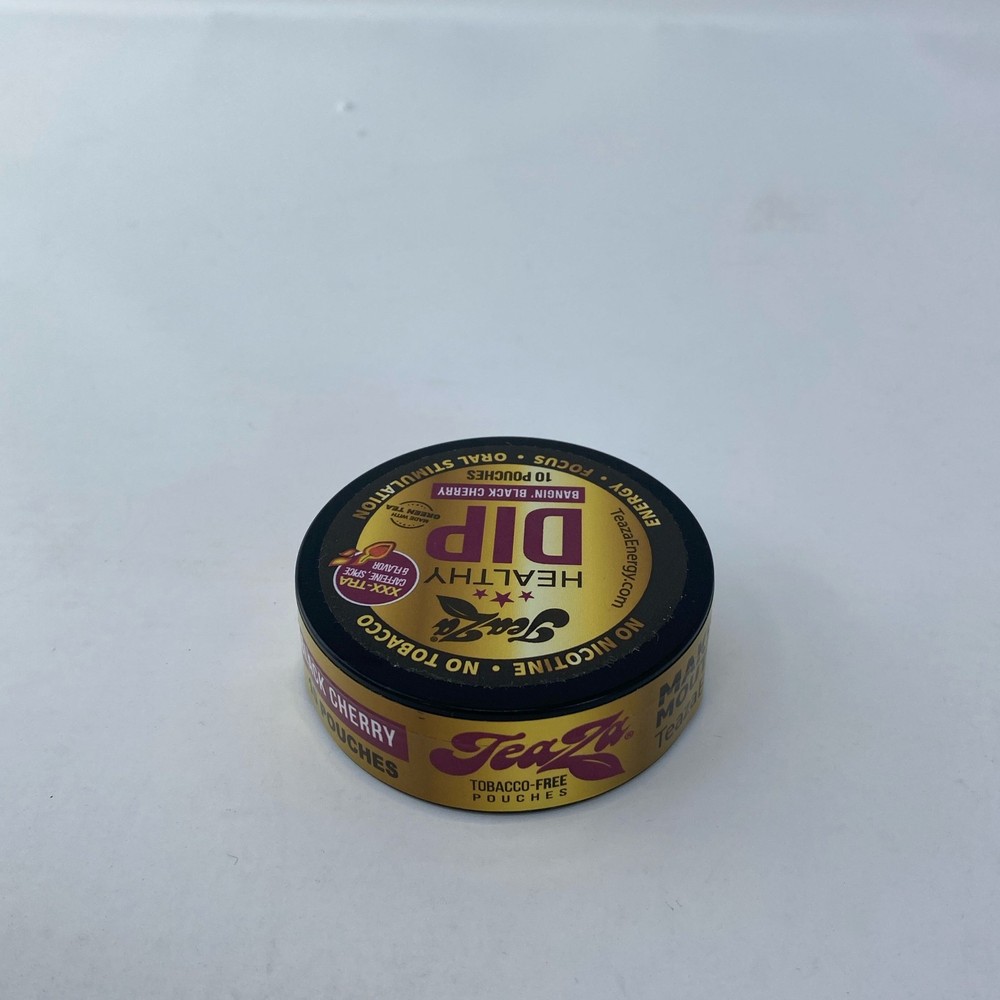 TeaZa®
HEALTHY
DIP
BANGIN' BLACK CHERRY
10 POUCHES
MADE WITH
GREEN TEA
XXX-TRA
CAFFEINE, SPICE
& FLAVOR
TeazaEnergy.com
NO NICOTINE • NO TOBACCO
ENERGY • FOCUS • ORAL STIMULATION
CHERRY
POUCHES
TeaZa®
TOBACCO-FREE
POUCHES